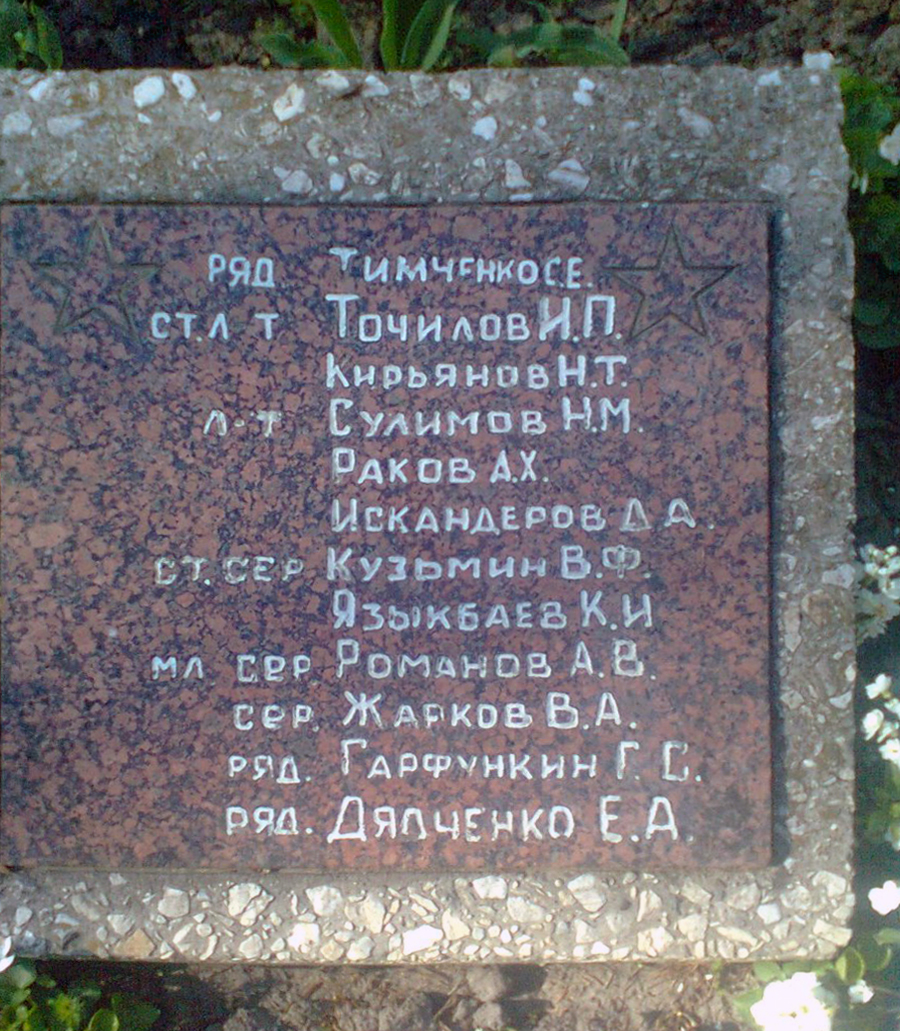 РЯД ТИМЧЕНКО С.Е.
СТ.Л Т ТОЧИЛОВ И.П.
КИРЬЯНОВ Н.Т.
Л-Т СУЛИМОВ Н.М.
РАКОВ А.Х.
ИСКАНДЕРОВ Д А.
СТ. СЕР КУЗЬМИН В.Ф.
ЯЗЫКБАЕВ К.И
МЛ СЕР РОМАНОВ А.В.
СЕР. ЖАРКОВ В.А.
РЯД. ГАРФУНКИН Г.С.
РЯД. Е.А.